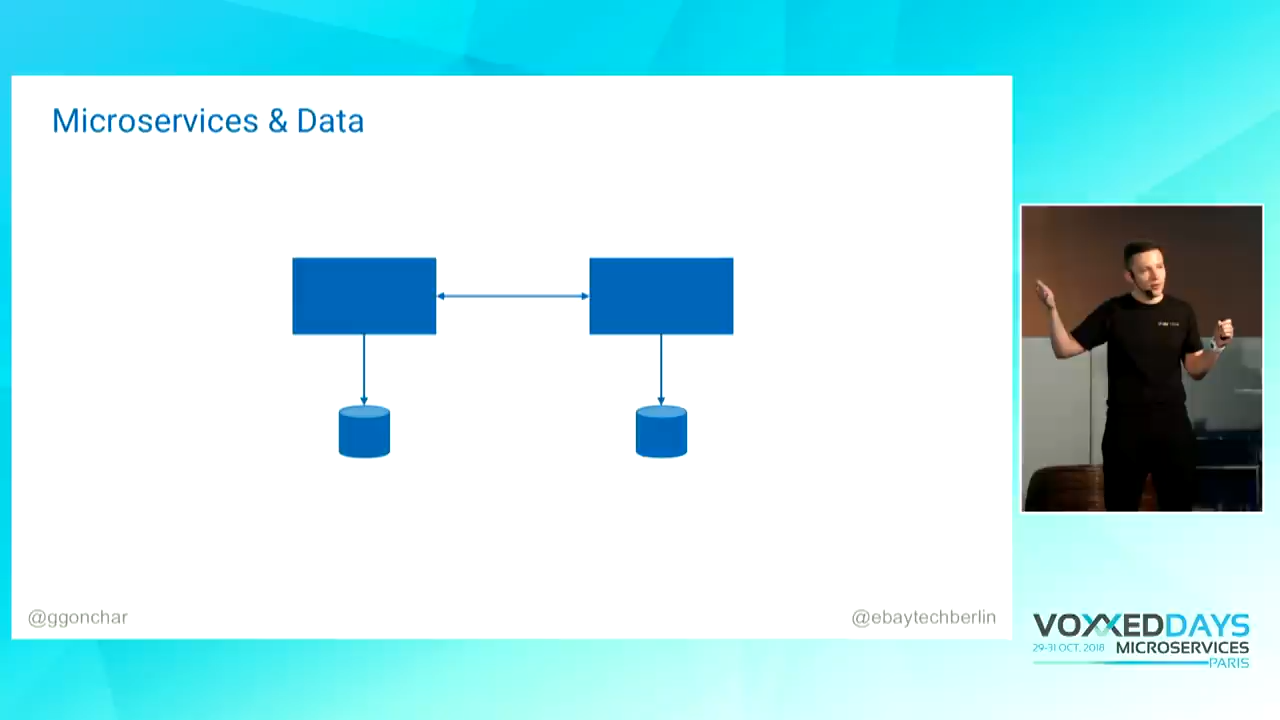 Microservices & Data
@ggonchar
@ebaytechberlin
VOXXEDDAYS
29-31 OCT, 2018 MICROSERVICES
PARIS